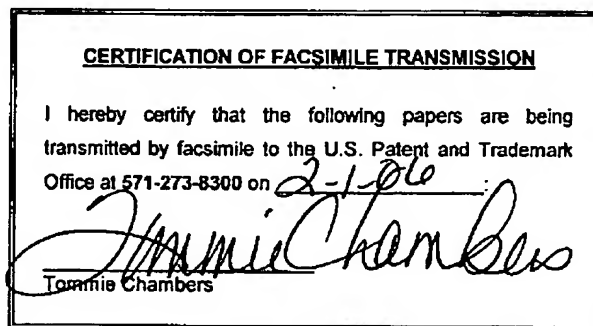 CERTIFICATION OF FACSIMILE TRANSMISSION
I hereby certify that the following papers are being
transmitted by facsimile to the U.S. Patent and Trademark
Office at 571-273-8300 on 2-1-06 :
Tommie Chambers
Tommie Chambers